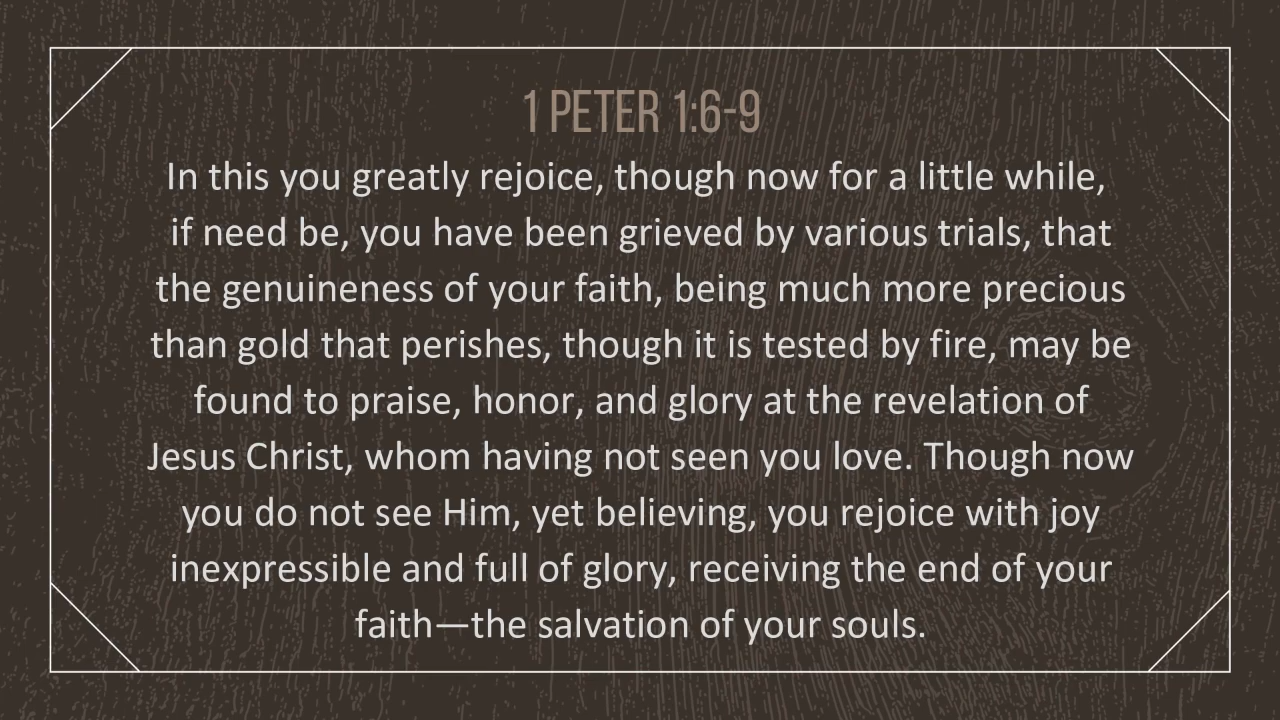 1 PETER 1:6-9
In this you greatly rejoice, though now for a little while,
if need be, you have been grieved by various trials, that
the genuineness of your faith, being much more precious
than gold that perishes, though it is tested by fire, may be
found to praise, honor, and glory at the revelation of
Jesus Christ, whom having not seen you love. Though now
you do not see Him, yet believing, you rejoice with joy
inexpressible and full of glory, receiving the end of your
faith—the salvation of your souls.